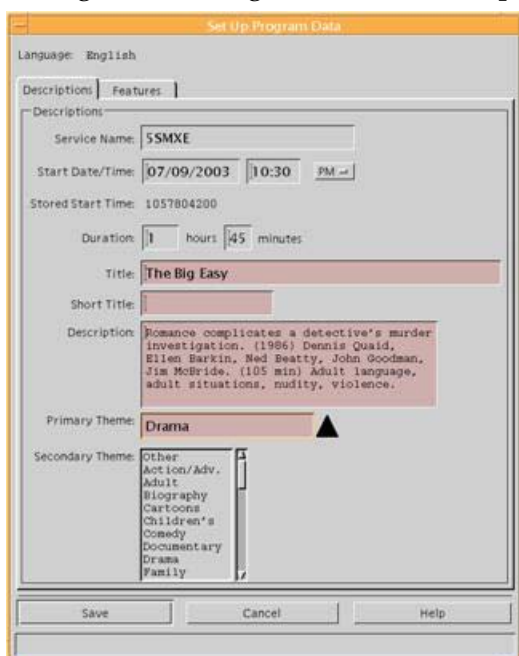 Set Up Program Data
Language: English
Descriptions Features
Descriptions
Service Name: 5SMXE
Start Date/Time: 07/09/2003 10:30 PM
Stored Start Time: 1057804200
Duration: 1 hours 45 minutes
Title: The Big Easy
Short Title:
Description: Romance complicates a detective's murder
investigation. (1986) Dennis Quaid,
Ellen Barkin, Ned Beatty, John Goodman,
Jim McBride. (105 min) Adult language,
adult situations, nudity, violence.
Primary Theme: Drama
Secondary Theme: Other
Action/Adv.
Adult
Biography
Cartoons
Children's
Comedy
Documentary
Drama
Family
Save Cancel Help